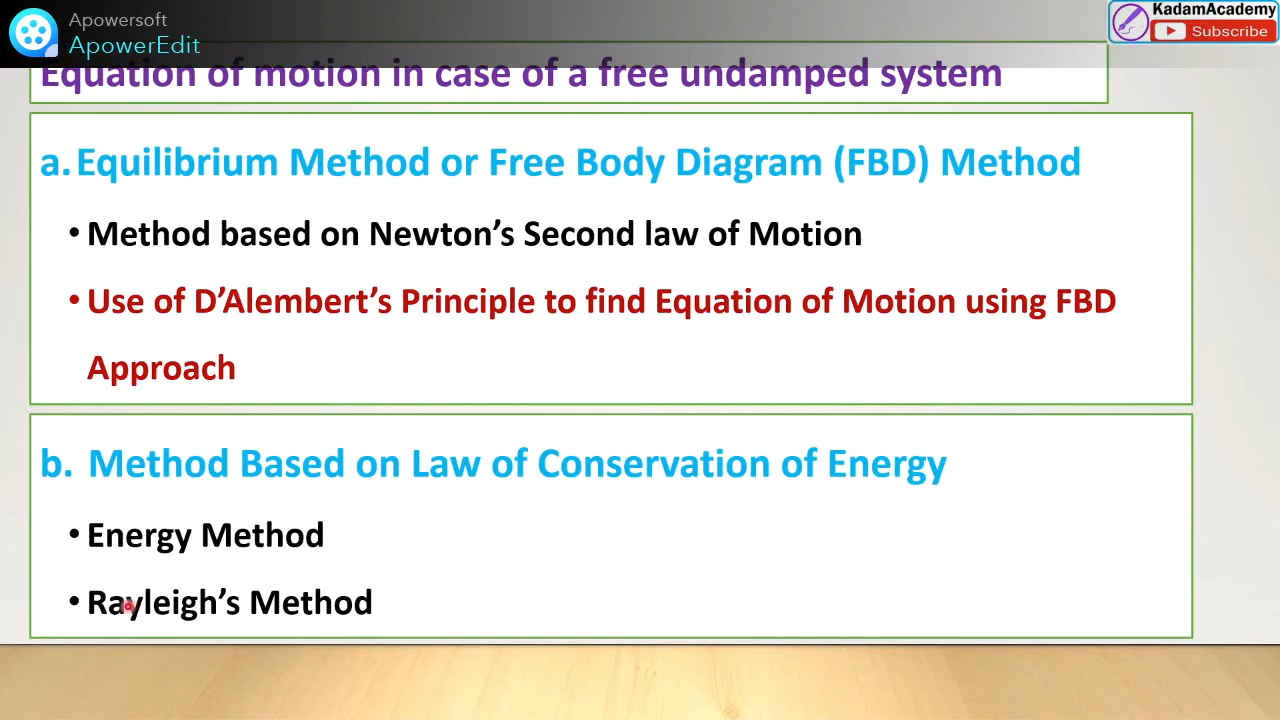 Apowersoft
ApowerEdit
KadamAcademy
Subscribe
Equation of motion in case of a free undamped system
a. Equilibrium Method or Free Body Diagram (FBD) Method
• Method based on Newton’s Second law of Motion
• Use of D’Alembert’s Principle to find Equation of Motion using FBD
Approach
b. Method Based on Law of Conservation of Energy
• Energy Method
• Rayleigh’s Method